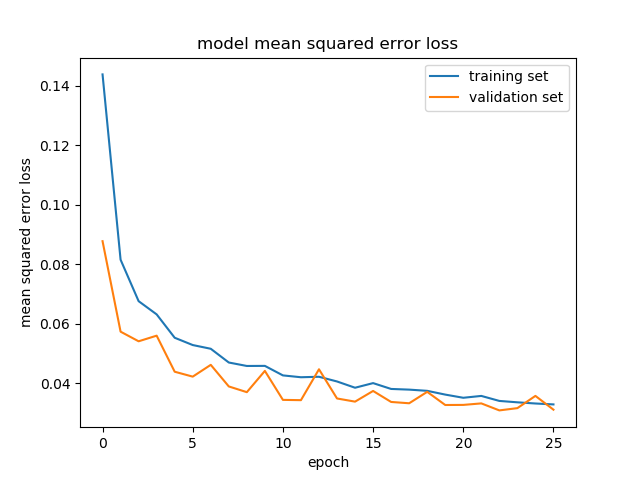 model mean squared error loss
training set
validation set
0.14
0.12
0.10
0.08
0.06
0.04
mean squared error loss
0 5 10 15 20 25
epoch